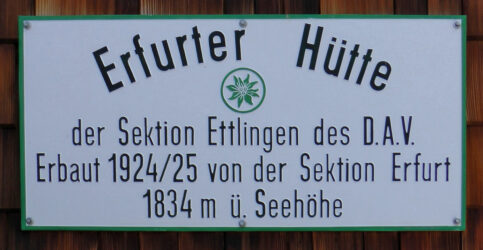 Erfurter Hütte
der Sektion Ettlingen des D.A.V.
Erbaut 1924/25 von der Sektion Erfurt
1834 m ü. Seehöhe